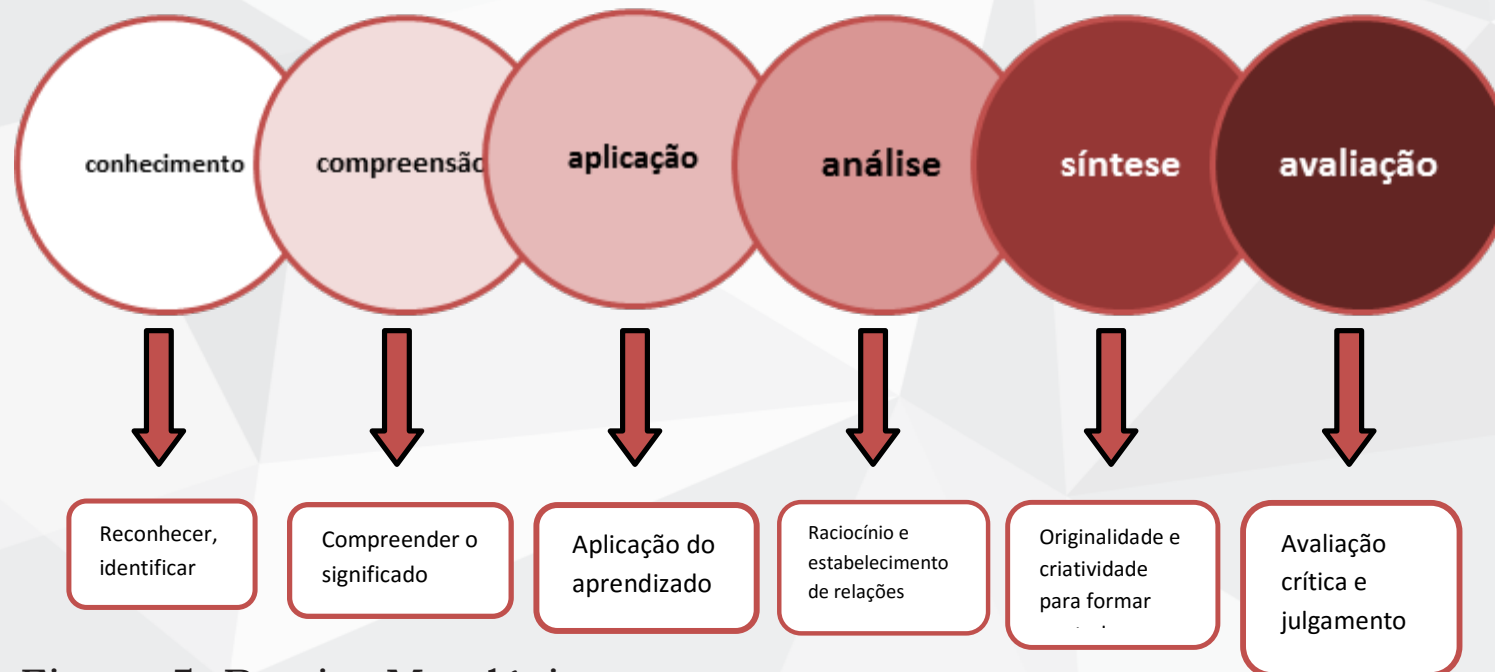 conhecimento
compreensão
aplicação
análise
síntese
avaliação
Reconhecer,
identificar
Compreender o
significado
Aplicação do
aprendizado
Raciocínio e
estabelecimento
de relações
Originalidade e
criatividade
para formar
Avaliação
crítica e
julgamento